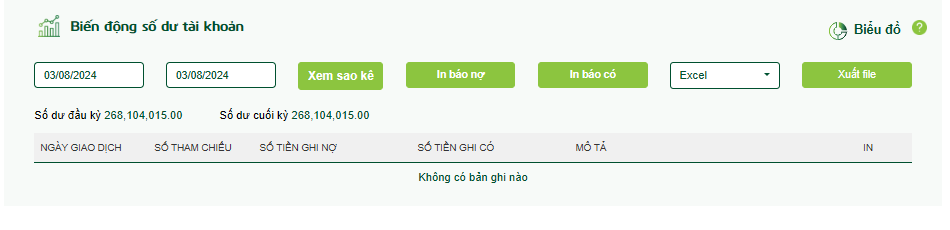 Biến động số dư tài khoản
Biểu đồ ?
03/08/2024 03/08/2024 Xem sao kê In báo nợ In báo có Excel Xuất file
Số dư đầu kỳ 268,104,015.00 Số dư cuối kỳ 268,104,015.00
NGÀY GIAO DỊCH SỐ THAM CHIẾU SỐ TIỀN GHI NỢ SỐ TIỀN GHI CÓ MÔ TẢ IN
Không có bản ghi nào